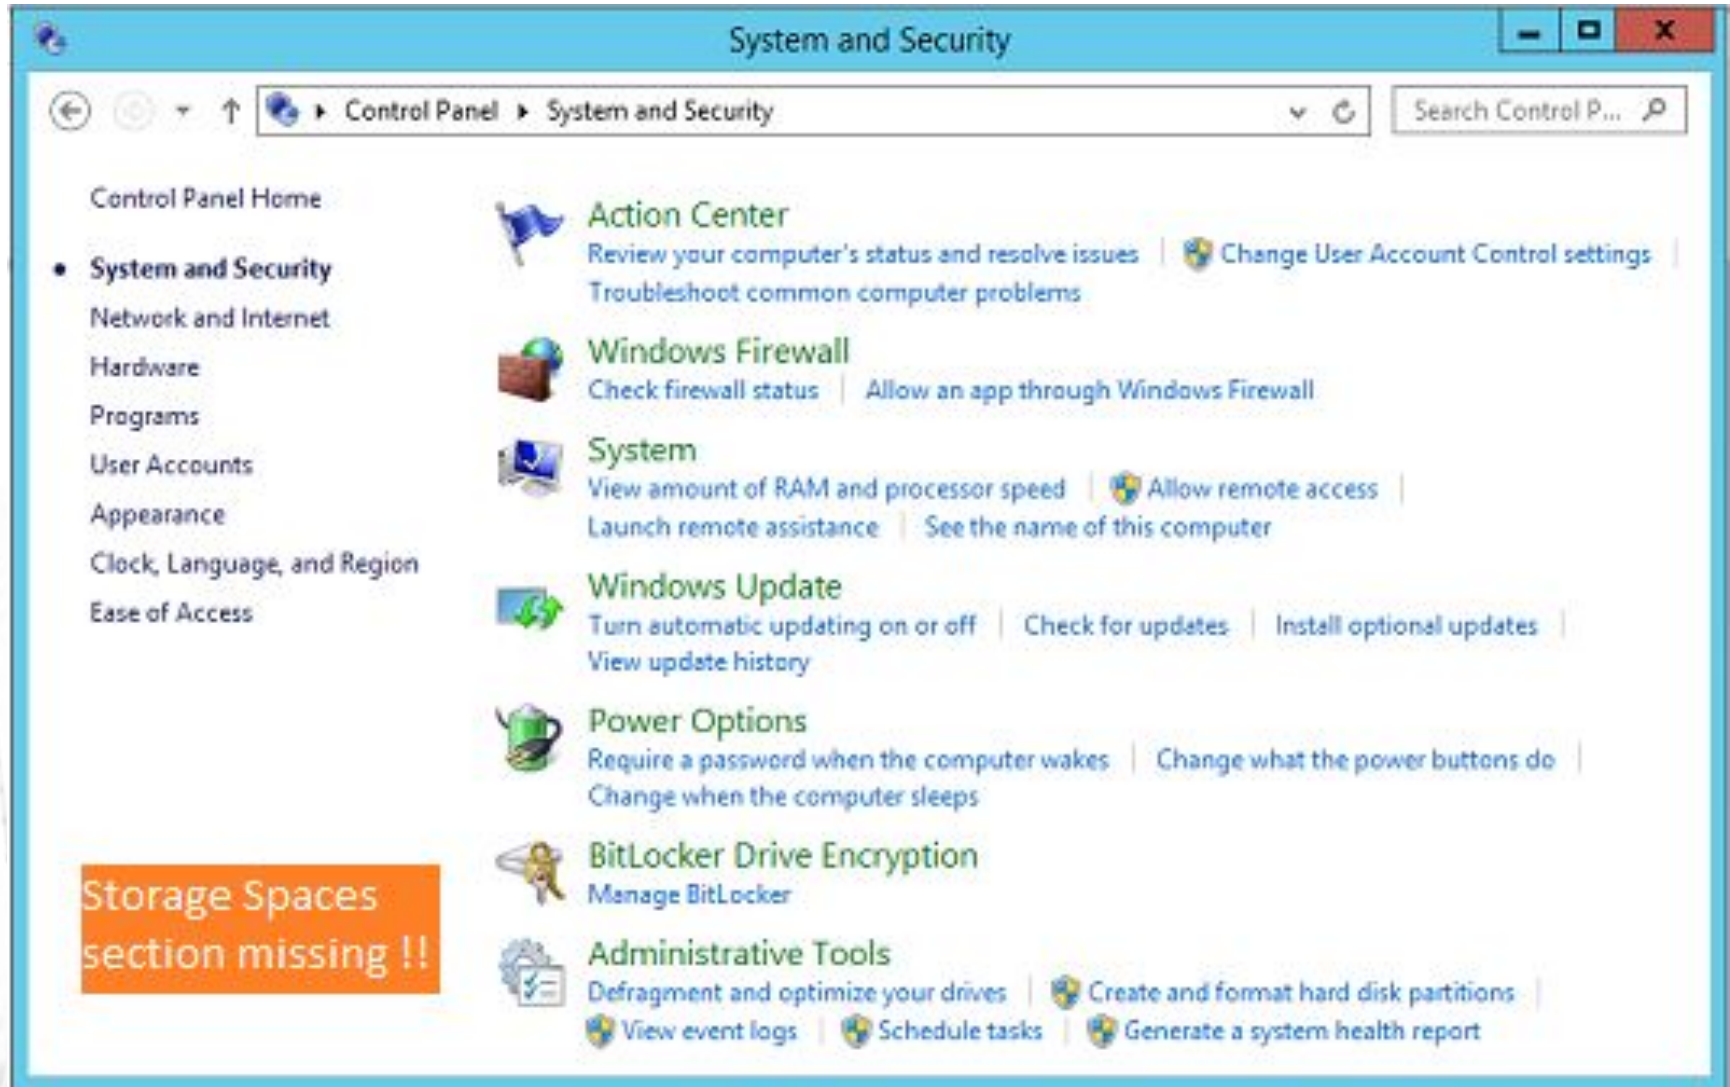 System and Security
Control Panel System and Security
Search Control P...
Control Panel Home
System and Security
Network and Internet
Hardware
Programs
User Accounts
Appearance
Clock, Language, and Region
Ease of Access
Storage Spaces
section missing !!
Action Center
Review your computer's status and resolve issues Change User Account Control settings
Troubleshoot common computer problems
Windows Firewall
Check firewall status Allow an app through Windows Firewall
System
View amount of RAM and processor speed Allow remote access
Launch remote assistance See the name of this computer
Windows Update
Turn automatic updating on or off Check for updates Install optional updates
View update history
Power Options
Require a password when the computer wakes Change what the power buttons do
Change when the computer sleeps
BitLocker Drive Encryption
Manage BitLocker
Administrative Tools
Defragment and optimize your drives Create and format hard disk partitions
View event logs Schedule tasks Generate a system health report